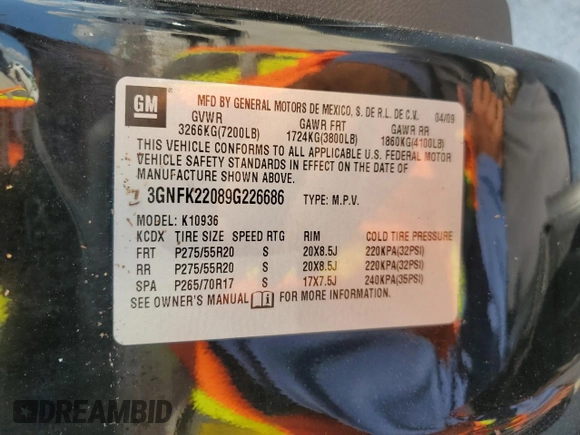 GM
MFD BY GENERAL MOTORS DE MEXICO, S. DE R.L. DE C.V. 04/09
GVWR GAWR FRT GAWR RR
3266KG(7200LB) 1724KG(3800LB) 1860KG(4100LB)
THIS VEHICLE CONFORMS TO ALL APPLICABLE U.S. FEDERAL MOTOR
VEHICLE SAFETY STANDARDS IN EFFECT ON THE DATE OF
MANUFACTURE SHOWN ABOVE.
3GNFK22089G226686 TYPE: M.P.V.
MODEL: K10936
KCDX TIRE SIZE SPEED RTG RIM COLD TIRE PRESSURE
FRT P275/55R20 S 20X8.5J 220KPA(32PSI)
RR P275/55R20 S 20X8.5J 220KPA(32PSI)
SPA P265/70R17 S 17X7.5J 240KPA(35PSI)
SEE OWNER'S MANUAL FOR MORE INFORMATION.
DREAMBID